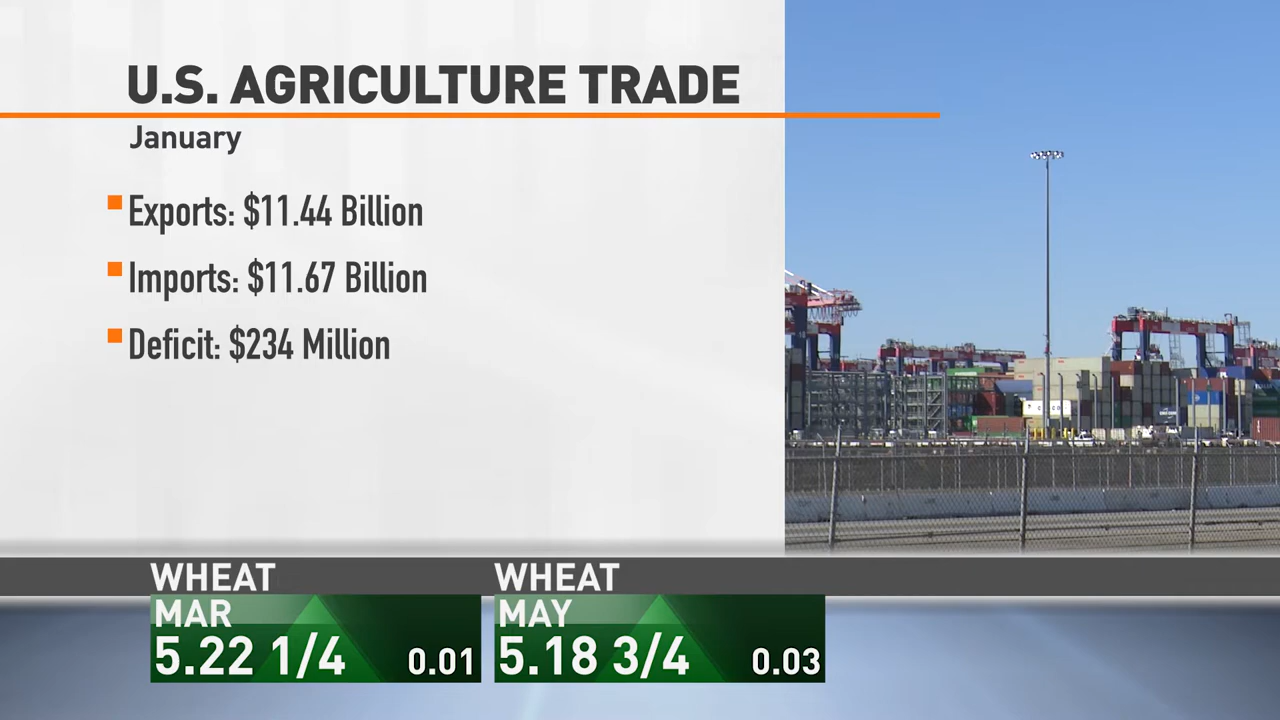 U.S. AGRICULTURE TRADE
January
Exports: $11.44 Billion
Imports: $11.67 Billion
Deficit: $234 Million
WHEAT
MAR
5.22 1/4 0.01
WHEAT
MAY
5.18 3/4 0.03